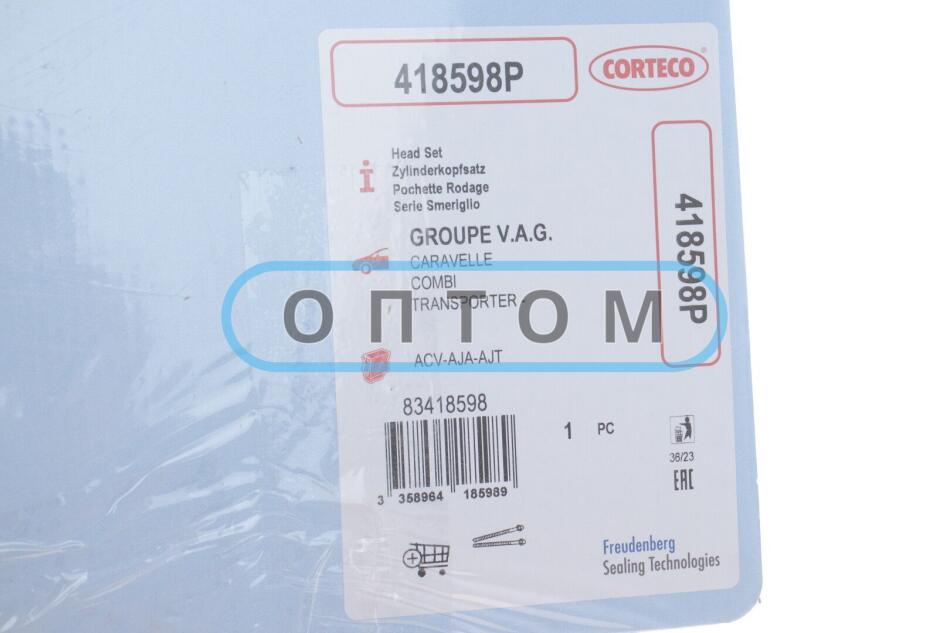 418598P
CORTECO®
Head Set
Zylinderkopfsatz
Pochette Rodage
Serie Smeriglio
418598P
GROUPE V.A.G.
CARAVELLE
COMBI
TRANSPORTER -
ОПТОМ
ACV-AJA-AJT
83418598
1 PC
3 358964 185989
36/23
EAC
Freudenberg
Sealing Technologies